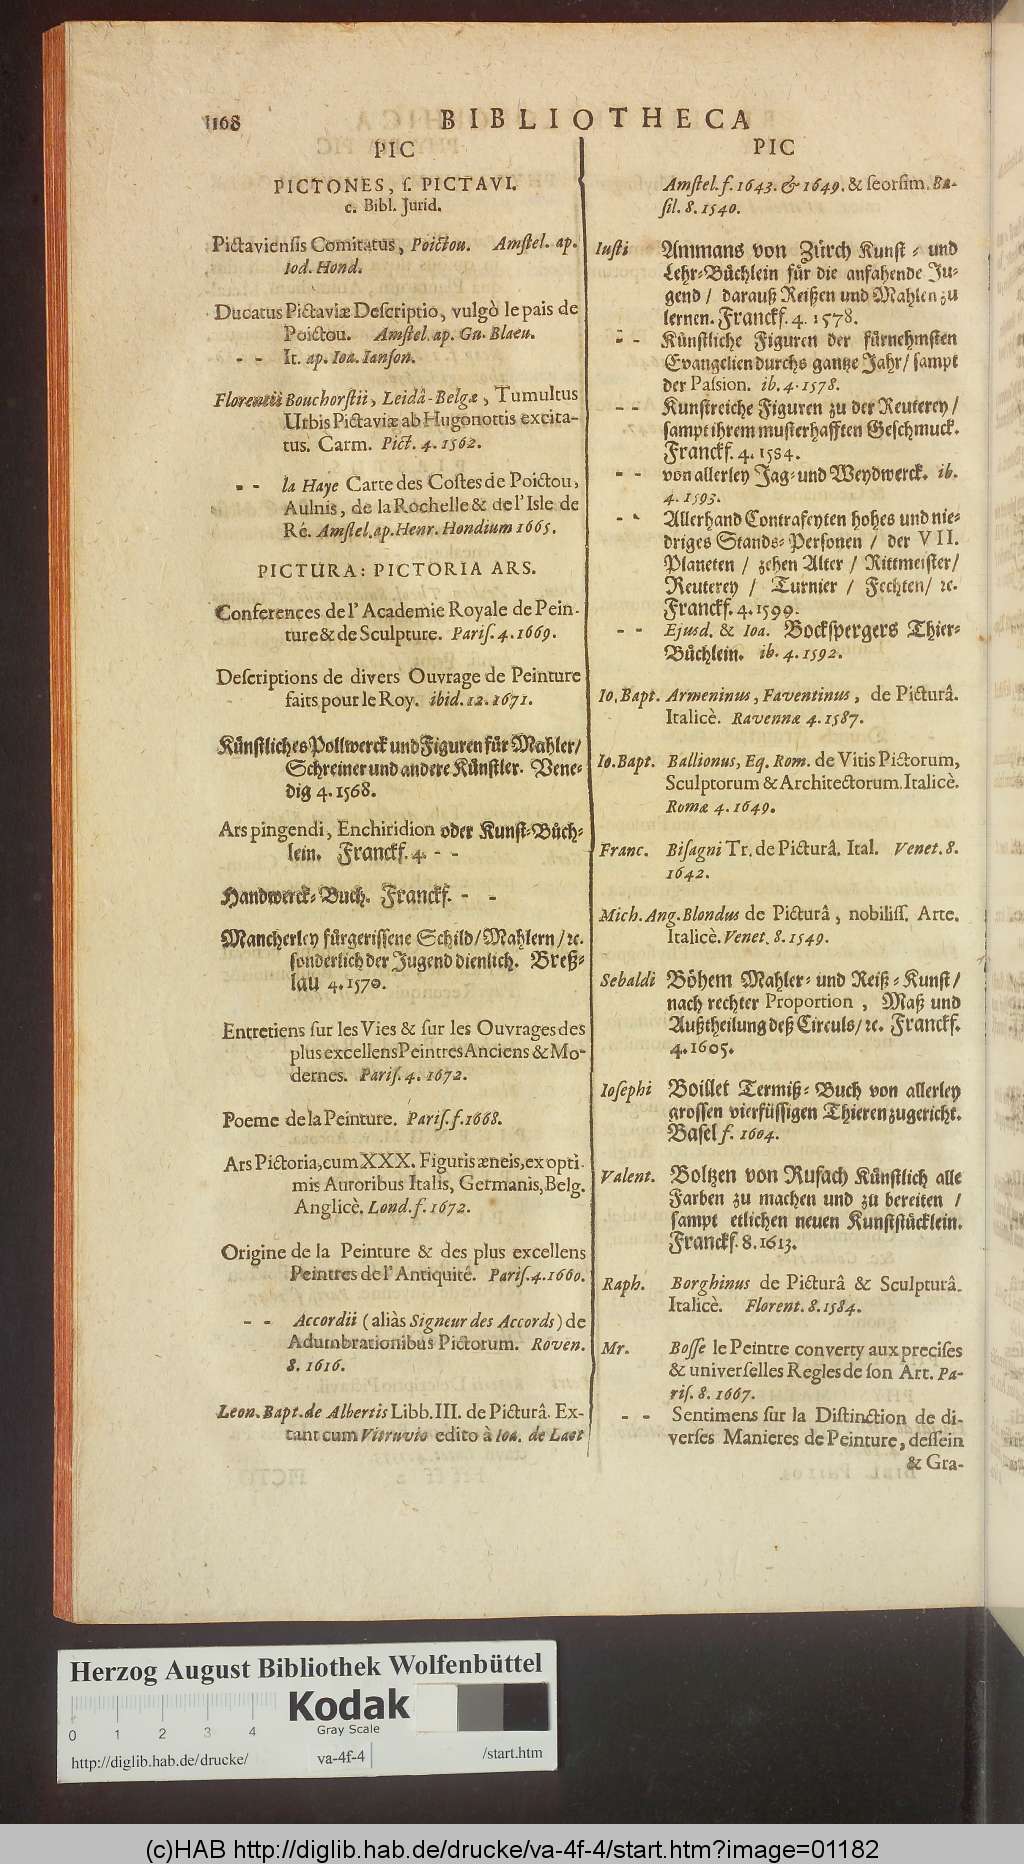 1168 BIBLIOTHECA
PIC
PICTONES, ſ. PICTAVI.
c. Bibl. Jurid.
Pictavienſis Comitatus, Poictou. Amſtel. ap.
Iod. Hond.
Ducatus Pictaviæ Deſcriptio, vulgò le pais de
Poictou. Amſtel. ap. Gu. Blaeu.
- - It. ap. Ioa. Ianſon.
Florentii Bouchorſtii, Leidâ-Belgæ, Tumultus
Urbis Pictaviæ ab Hugonottis excita-
tus. Carm. Pict. 4. 1562.
- - la Haye Carte des Coſtes de Poictou,
Aulnis, de la Rochelle & de l'Isle de
Ré. Amſtel. ap. Henr. Hondium 1665.
PICTURA: PICTORIA ARS.
Conferences de l'Academie Royale de Pein-
ture & de Sculpture. Pariſ. 4. 1669.
Deſcriptions de divers Ouvrage de Peinture
faits pour le Roy. ibid. 12. 1671.
Künſtliches Pollwerck und Figuren für Mahler/
Schreiner und andere Künſtler. Vene-
dig 4. 1568.
Ars pingendi, Enchiridion oder Kunſt-Büch-
lein. Franckf. 4. - -
Handwerck-Buch. Franckf. - -
Mancherley fürgeriſſene Schild/Mahlern/ꝛc.
ſonderlich der Jugend dienlich. Breß-
lau 4. 1570.
Entretiens ſur les Vies & ſur les Ouvrages des
plus excellens Peintres Anciens & Mo-
dernes. Pariſ. 4. 1672.
Poeme de la Peinture. Pariſ. f. 1668.
Ars Pictoria, cum XXX. Figuris æneis, ex opti-
mis Autoribus Italis, Germanis, Belg.
Anglicè. Lond. f. 1672.
Origine de la Peinture & des plus excellens
Peintres de l'Antiquité. Pariſ. 4. 1660.
- - Accordii (aliàs Signeur des Accords) de
Adumbrationibus Pictorum. Roven.
8. 1616.
Leon. Bapt. de Albertis Libb. III. de Picturâ. Ex-
tant cum Vitruvio edito à Ioa. de Laet
PIC
Amſtel. f. 1643. & 1649. & ſeorſim. Ba-
ſil. 8. 1540.
Iuſti Ammans von Zürch Kunſt- und
Lehr-Büchlein für die anfahende Ju-
gend / darauß Reißen und Mahlen zu
lernen. Franckf. 4. 1578.
- - Künſtliche Figuren der fürnehmſten
Evangelien durchs gantze Jahr/ ſampt
der Paſsion. ib. 4. 1578.
- - Kunſtreiche Figuren zu der Reuterey /
ſampt ihrem muſterhafften Geſchmuck.
Franckf. 4. 1584.
- - von allerley Jag- und Weydwerck. ib.
4. 1593.
- - Allerhand Contrafeyten hohes und nie-
driges Stands-Perſonen / der VII.
Planeten / zehen Alter / Rittmeiſter/
Reuterey / Turnier / Fechten/ ꝛc.
Franckf. 4. 1599.
- - Ejusd. & Ioa. Bockſpergers Thier-
Büchlein. ib. 4. 1592.
Io. Bapt. Armeninus, Faventinus, de Picturâ.
Italicè. Ravennæ 4. 1587.
Io. Bapt. Ballionus, Eq. Rom. de Vitis Pictorum,
Sculptorum & Architectorum. Italicè.
Romæ 4. 1649.
Franc. Biſagni Tr. de Picturâ. Ital. Venet. 8.
1642.
Mich. Ang. Blondus de Picturâ, nobiliſſ. Arte.
Italicè. Venet. 8. 1549.
Sebaldi Böhem Mahler- und Reiß-Kunſt/
nach rechter Proportion, Maß und
Außtheilung deß Circuls/ ꝛc. Franckf.
4. 1605.
Ioſephi Boillet Termiß-Buch von allerley
groſſen vierfüſſigen Thieren zugericht.
Baſel f. 1604.
Valent. Boltzen von Rufach Künſtlich alle
Farben zu machen und zu bereiten /
ſampt etlichen neuen Kunſtſtücklein.
Franckf. 8. 1613.
Raph. Borghinus de Picturâ & Sculpturâ.
Italicè. Florent. 8. 1584.
Mr. Boſſe le Peintre converty aux preciſes
& univerſelles Regles de ſon Art. Pa-
riſ. 8. 1667.
- - Sentimens ſur la Diſtinction de di-
verſes Manieres de Peinture, deſſein
& Gra-
Herzog August Bibliothek Wolfenbüttel
Kodak
Gray Scale
0 1 2 3 4
http://diglib.hab.de/drucke/ va-4f-4 /start.htm
(c)HAB http://diglib.hab.de/drucke/va-4f-4/start.htm?image=01182